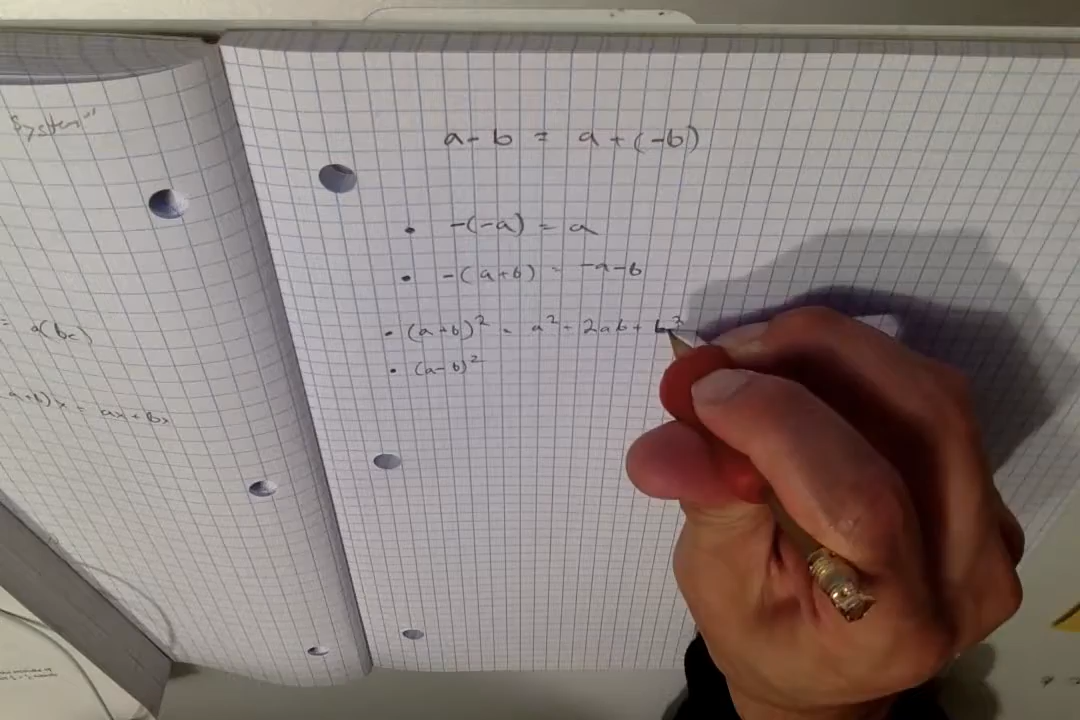 System"
= a(bc)
a+b)x = ax+bx
a-b = a+(-b)
• -(-a) = a
• -(a+b) = -a-b
• (a+b)² = a²+2ab+b²
• (a-b)²